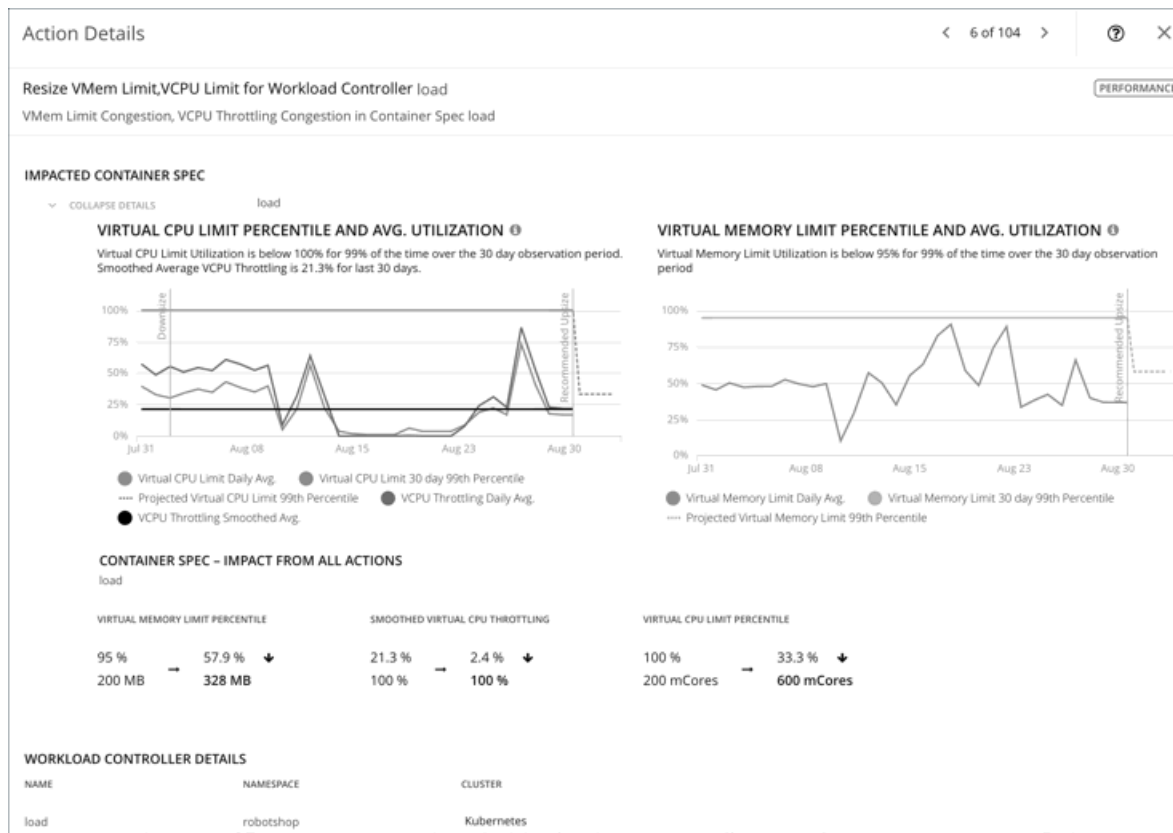 Action Details
6 of 104
Resize VMem Limit,VCPU Limit for Workload Controller load
PERFORMANCE
VMem Limit Congestion, VCPU Throttling Congestion in Container Spec load
IMPACTED CONTAINER SPEC
COLLAPSE DETAILS
load
VIRTUAL CPU LIMIT PERCENTILE AND AVG. UTILIZATION
Virtual CPU Limit Utilization is below 100% for 99% of the time over the 30 day observation period.
Smoothed Average VCPU Throttling is 21.3% for last 30 days.
100%
75%
50%
25%
0%
Downsize
Recommended Upsize
Jul 31
Aug 08
Aug 15
Aug 23
Aug 30
Virtual CPU Limit Daily Avg.
Virtual CPU Limit 30 day 99th Percentile
Projected Virtual CPU Limit 99th Percentile
VCPU Throttling Daily Avg.
VCPU Throttling Smoothed Avg.
VIRTUAL MEMORY LIMIT PERCENTILE AND AVG. UTILIZATION
Virtual Memory Limit Utilization is below 95% for 99% of the time over the 30 day observation
period
100%
75%
50%
25%
0%
Recommended Upsize
Jul 31
Aug 08
Aug 15
Aug 23
Aug 30
Virtual Memory Limit Daily Avg.
Virtual Memory Limit 30 day 99th Percentile
Projected Virtual Memory Limit 99th Percentile
CONTAINER SPEC – IMPACT FROM ALL ACTIONS
load
VIRTUAL MEMORY LIMIT PERCENTILE
95 % → 57.9 % ↓
200 MB 328 MB
SMOOTHED VIRTUAL CPU THROTTLING
21.3 % → 2.4 % ↓
100 % 100 %
VIRTUAL CPU LIMIT PERCENTILE
100 % → 33.3 % ↓
200 mCores 600 mCores
WORKLOAD CONTROLLER DETAILS
NAME NAMESPACE CLUSTER
load robotshop Kubernetes